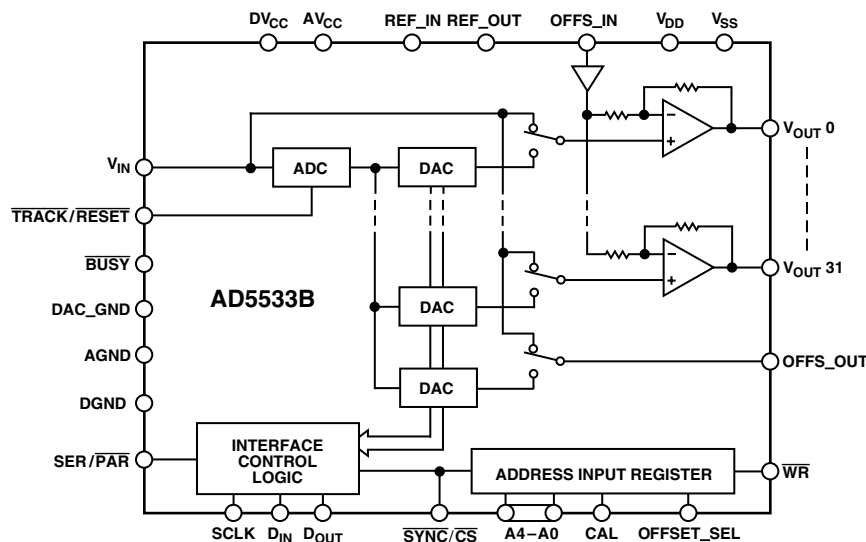 DVCC AVCC REF_IN REF_OUT OFFS_IN VDD VSS
VIN
ADC
DAC
VOUT 0
TRACK/RESET
BUSY
DAC_GND
AGND
DGND
SER/PAR
AD5533B
DAC
DAC
VOUT 31
OFFS_OUT
INTERFACE
CONTROL
LOGIC
ADDRESS INPUT REGISTER
WR
SCLK DIN DOUT SYNC/CS A4–A0 CAL OFFSET_SEL
− +
− +